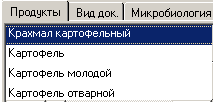 Продукты Вид док. Микробиология
Крахмал картофельный
Картофель
Картофель молодой
Картофель отварной